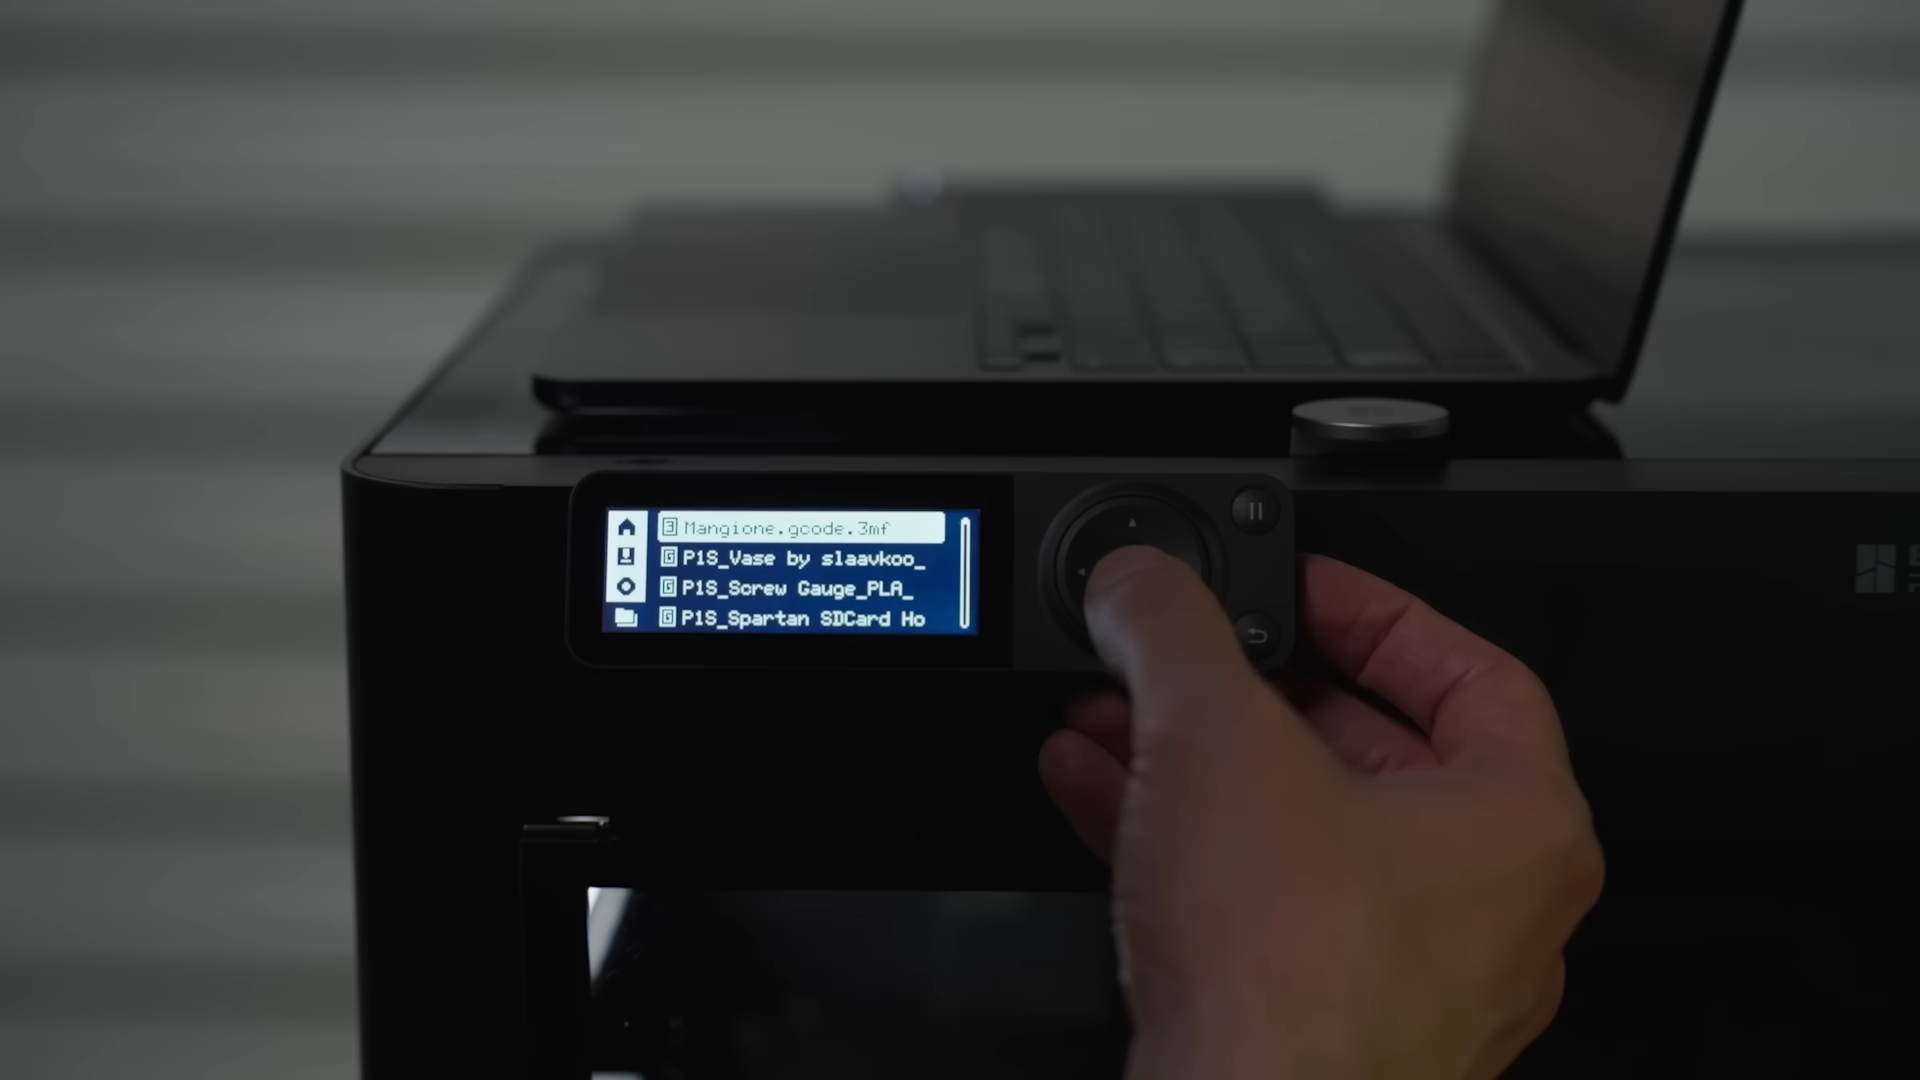 Mangione.gcode.3mf
P1S_Vase by slaavkoo_
P1S_Screw Gauge_PLA_
P1S_Spartan SDCard Ho